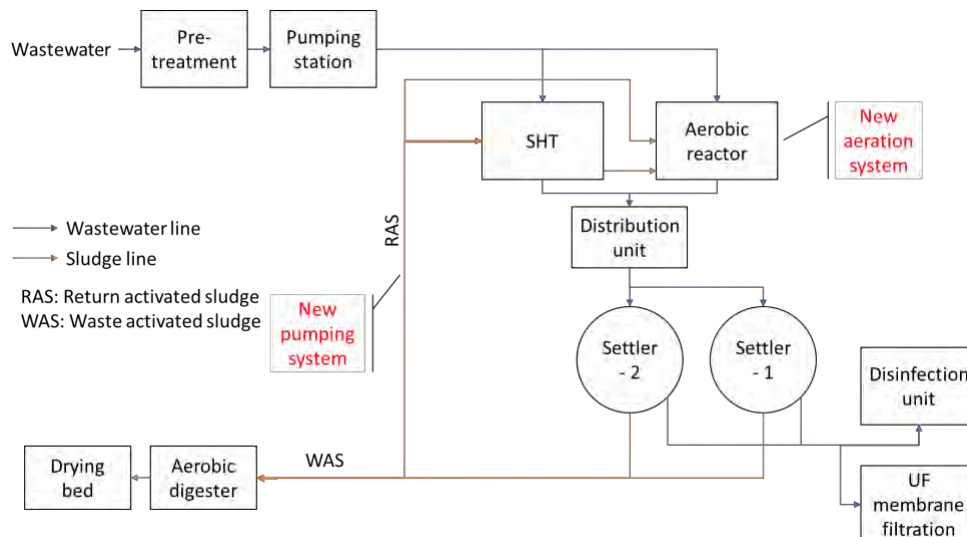 Wastewater
Pre-
treatment
Pumping
station
SHT
Aerobic
reactor
New
aeration
system
Distribution
unit
RAS
Wastewater line
Sludge line
RAS: Return activated sludge
WAS: Waste activated sludge
New
pumping
system
Settler
- 2
Settler
- 1
Disinfection
unit
WAS
Drying
bed
Aerobic
digester
UF
membrane
filtration